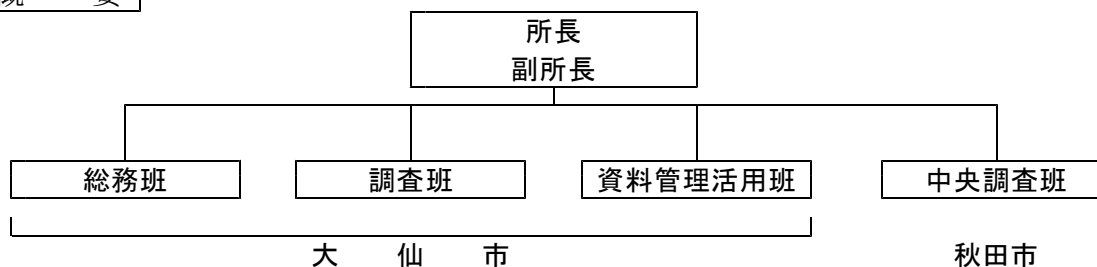 所長
副所長
総務班　調査班　資料管理活用班　中央調査班
大　仙　市　秋田市